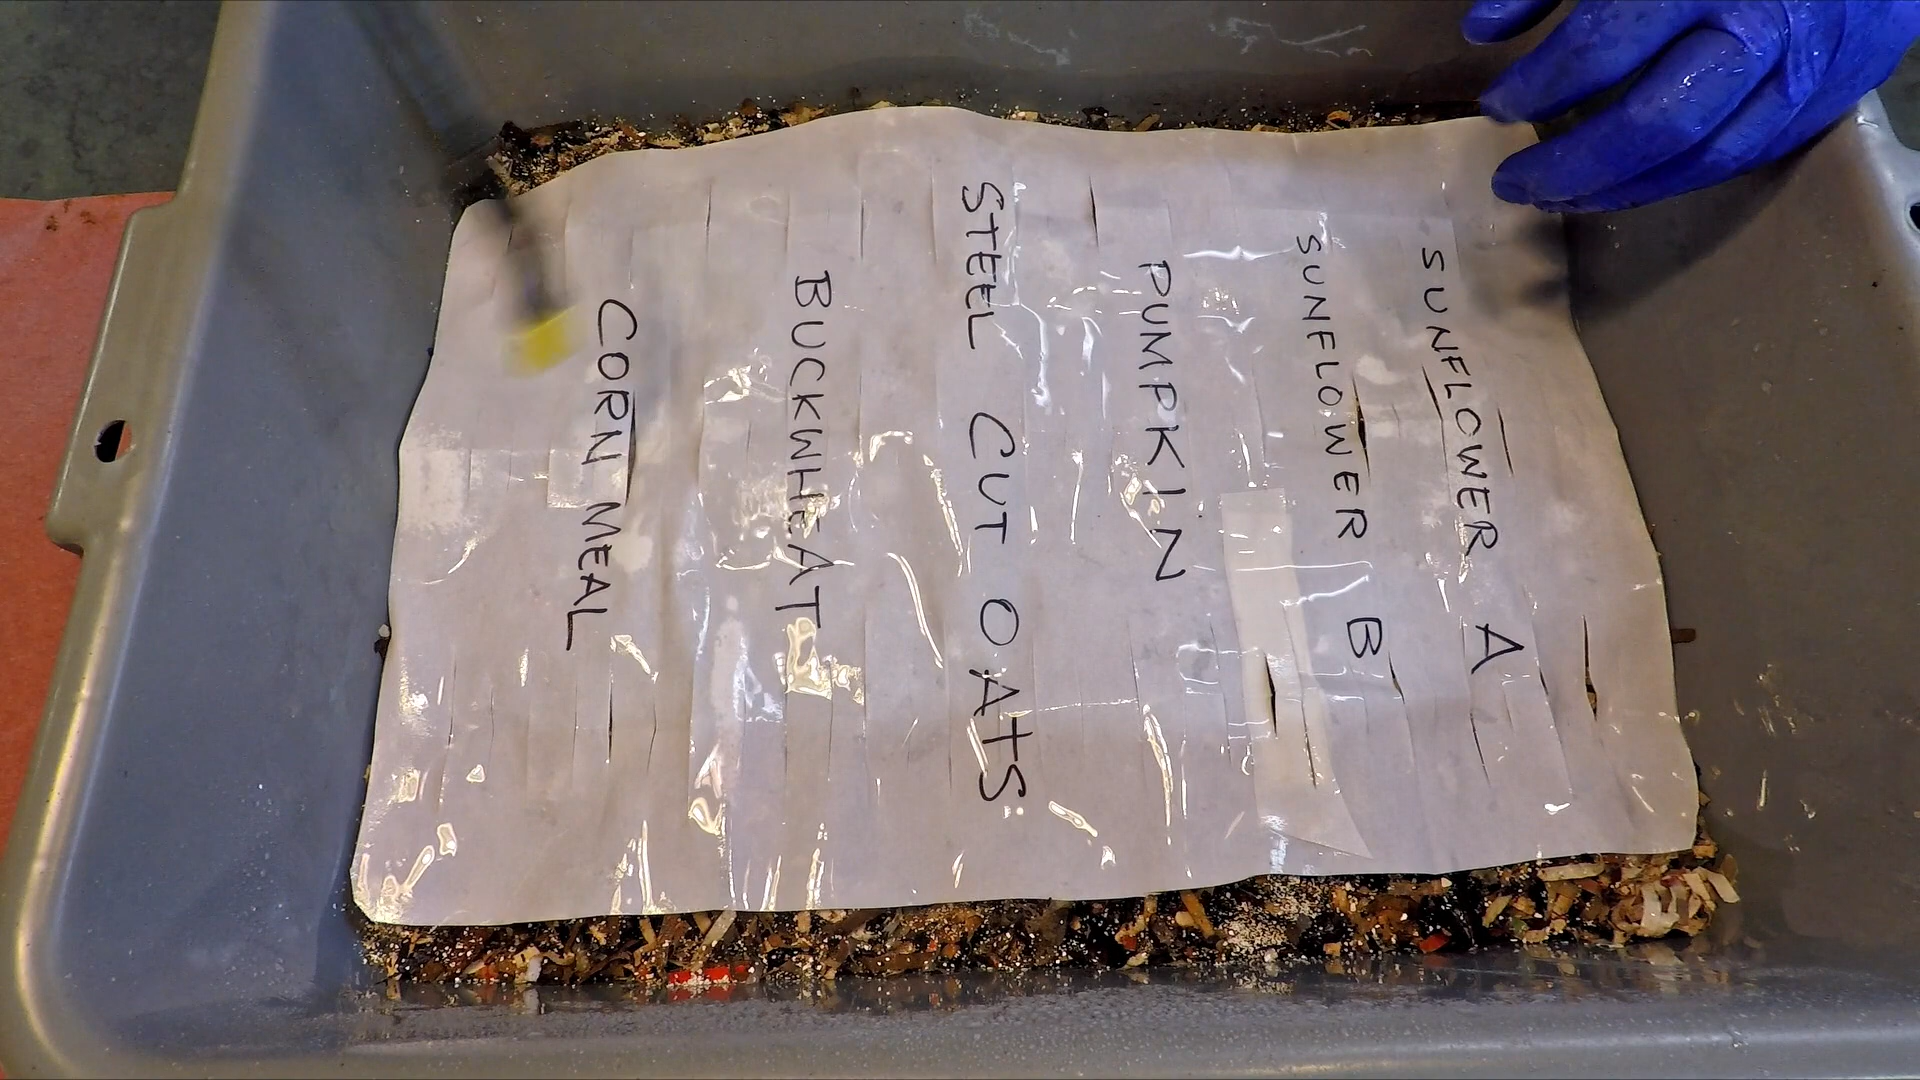 SUNFLOWER A
SUNFLOWER B
PUMPKIN
STEEL CUT OATS
BUCKWHEAT
CORN MEAL